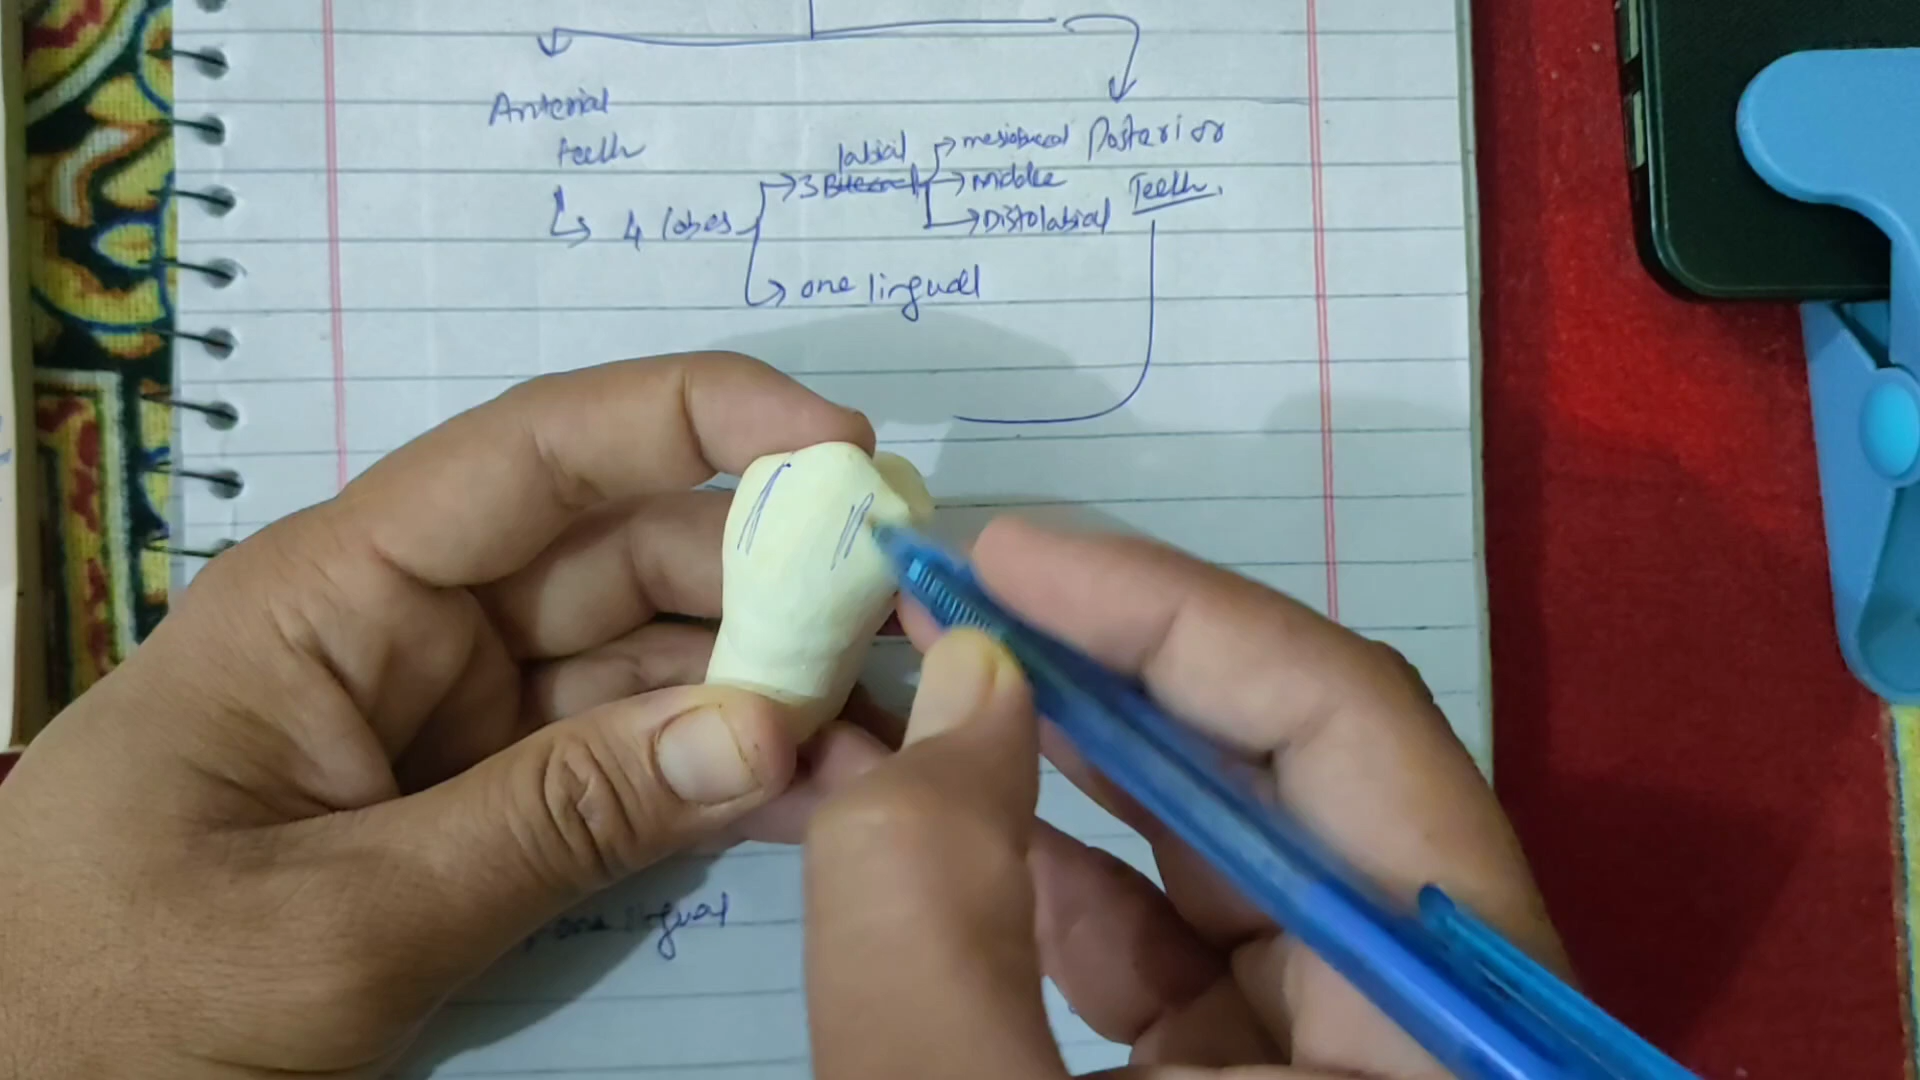 Anterial
teeth
4 lobes
labial
3 Buccal
mesiobuccal
Middle
Distolabial
one lingual
Posterior
Teeth.
one lingual